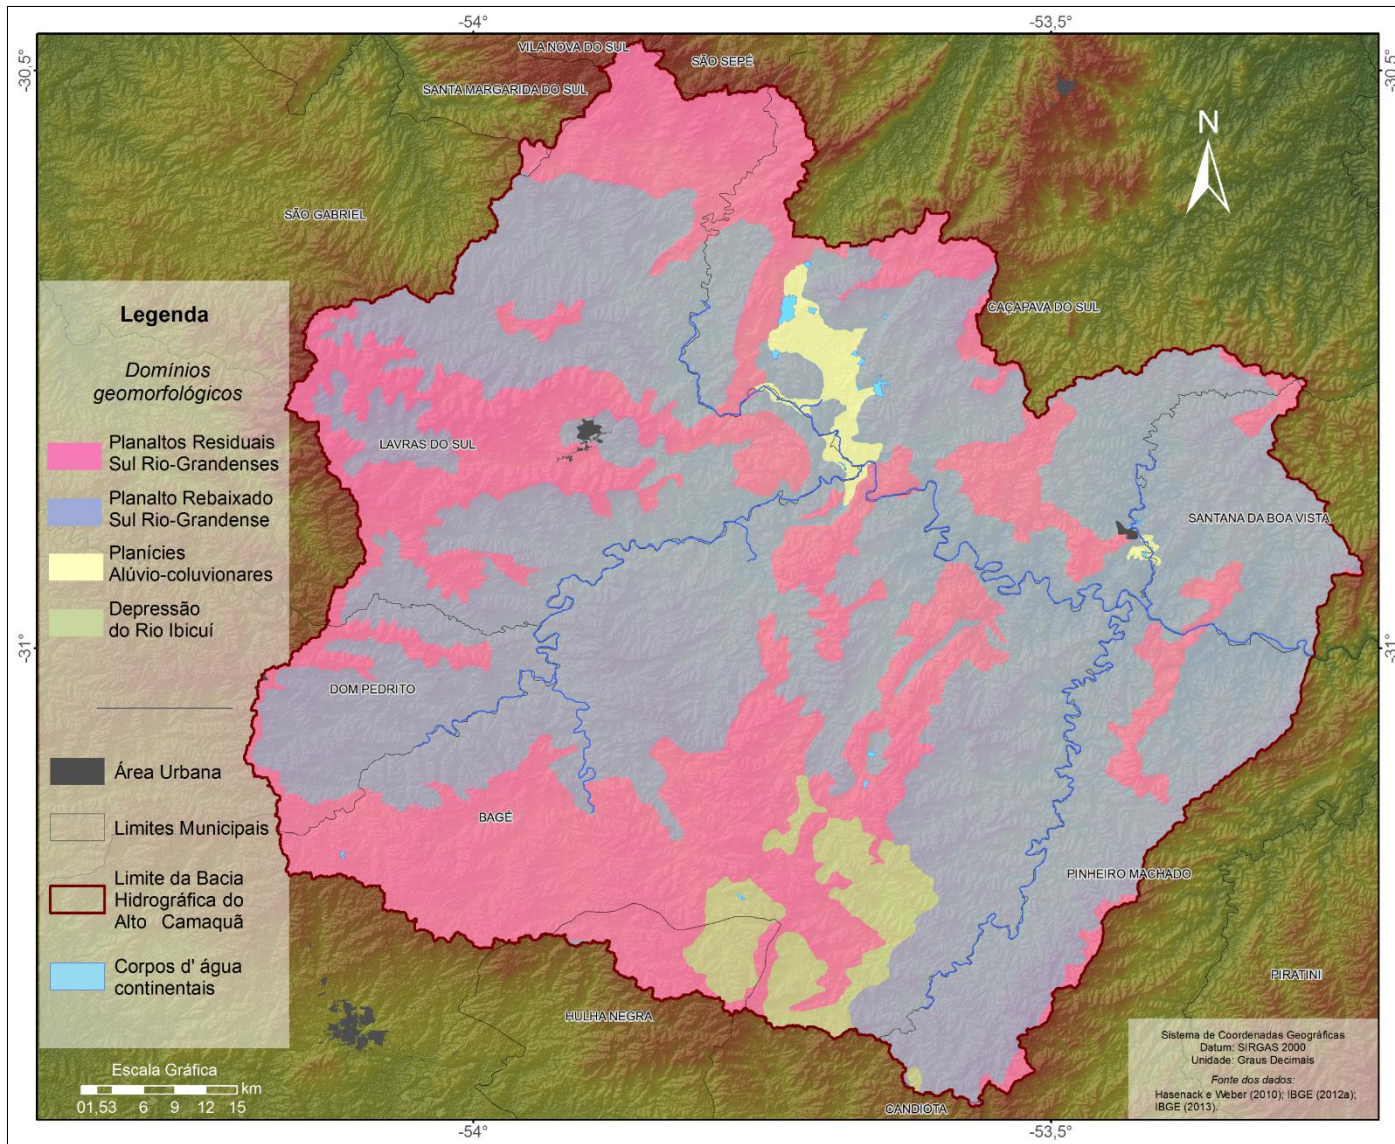 -54°
-53,5°
VILA NOVA DO SUL
SÃO SEPÉ
-30,5°
-30,5°
SANTA MARGARIDA DO SUL
N
SÃO GABRIEL
Legenda
CAÇAPAVA DO SUL
Domínios
geomorfológicos
Planaltos Residuais
Sul Rio-Grandenses
LAVRAS DO SUL
Planalto Rebaixado
Sul Rio-Grandense
SANTANA DA BOA VISTA
Planícies
Alúvio-coluvionares
Depressão
do Rio Ibicuí
-31°
-31°
DOM PEDRITO
Área Urbana
BAGÉ
Limites Municipais
PINHEIRO MACHADO
Limite da Bacia
Hidrográfica do
Alto Camaquã
Corpos d' água
continentais
PIRATINI
HULHA NEGRA
Sistema de Coordenadas Geográficas
Datum: SIRGAS 2000
Unidade: Graus Decimais
Fonte dos dados:
Hasenack e Weber (2010); IBGE (2012a);
IBGE (2013).
Escala Gráfica
km
01,53 6 9 12 15
CANDIOTA
-54°
-53,5°